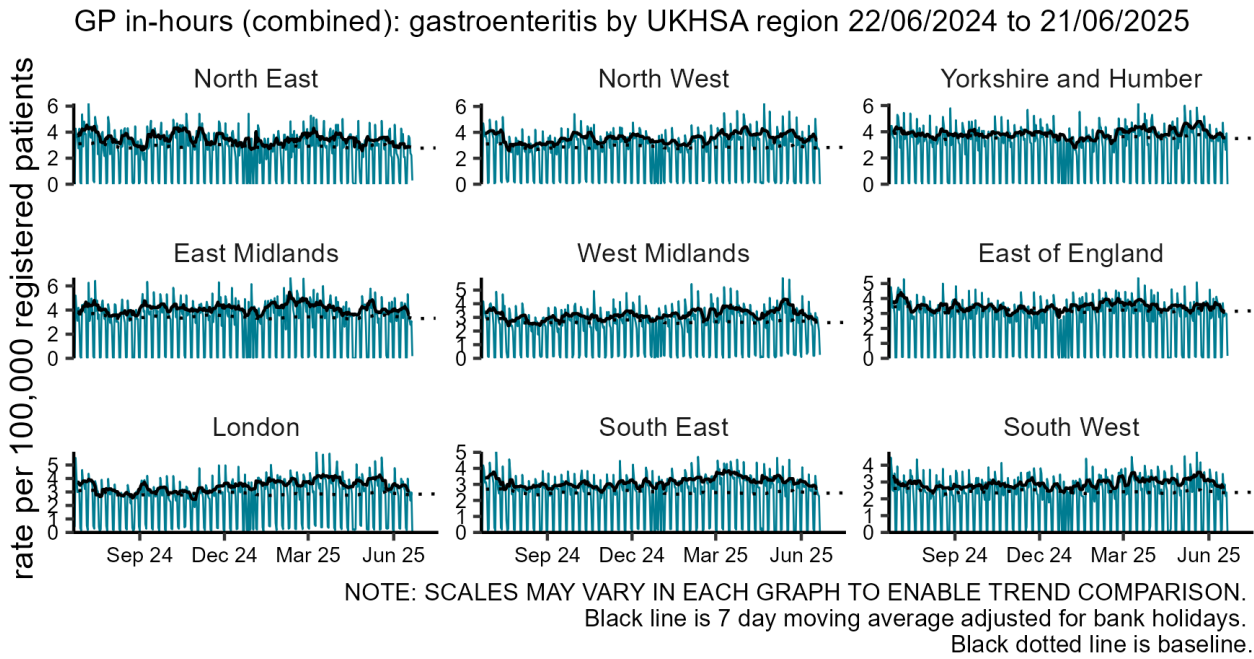 GP in-hours (combined): gastroenteritis by UKHSA region 22/06/2024 to 21/06/2025
rate per 100,000 registered patients
North East
6
4
2
0
North West
6
4
2
0
Yorkshire and Humber
6
4
2
0
East Midlands
6
4
2
0
West Midlands
5
4
3
2
1
0
East of England
5
4
3
2
1
0
London
5
4
3
2
1
0
South East
5
4
3
2
1
0
South West
4
3
2
1
0
Sep 24 Dec 24 Mar 25 Jun 25
Sep 24 Dec 24 Mar 25 Jun 25
Sep 24 Dec 24 Mar 25 Jun 25
NOTE: SCALES MAY VARY IN EACH GRAPH TO ENABLE TREND COMPARISON.
Black line is 7 day moving average adjusted for bank holidays.
Black dotted line is baseline.